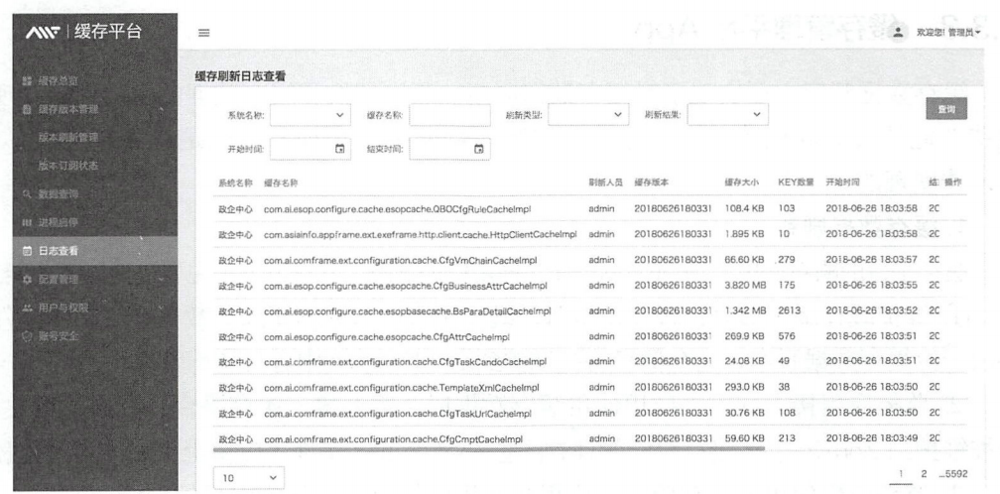 AWF 缓存平台
欢迎您! 管理员
缓存总览
缓存版本管理
版本刷新管理
版本订阅状态
数据查询
进程启停
日志查看
配置管理
用户与权限
账号安全
缓存刷新日志查看
系统名称: 缓存名称: 刷新类型: 刷新结果: 查询
开始时间: 结束时间:
系统名称 缓存名称 刷新人员 缓存版本 缓存大小 KEY数量 开始时间 结 操作
政企中心 com.ai.esop.configure.cache.esopcache.QBOCfgRuleCacheImpl admin 20180626180331 108.4 KB 103 2018-06-26 18:03:58 20
政企中心 com.asiainfo.appframe.ext.exeframe.http.client.cache.HttpClientCacheImpl admin 20180626180331 1.895 KB 10 2018-06-26 18:03:58 20
政企中心 com.ai.comframe.ext.configuration.cache.CfgVmChainCacheImpl admin 20180626180331 66.60 KB 279 2018-06-26 18:03:57 20
政企中心 com.ai.esop.configure.cache.esopcache.CfgBusinessAttrCacheImpl admin 20180626180331 3.820 MB 175 2018-06-26 18:03:55 20
政企中心 com.ai.esop.configure.cache.esopbasecache.BsParaDetailCacheImpl admin 20180626180331 1.342 MB 2613 2018-06-26 18:03:52 20
政企中心 com.ai.esop.configure.cache.esopcache.CfgAttrCacheImpl admin 20180626180331 269.9 KB 576 2018-06-26 18:03:51 20
政企中心 com.ai.comframe.ext.configuration.cache.CfgTaskCandoCacheImpl admin 20180626180331 24.08 KB 49 2018-06-26 18:03:51 20
政企中心 com.ai.comframe.ext.configuration.cache.TemplateXmlCacheImpl admin 20180626180331 293.0 KB 38 2018-06-26 18:03:50 20
政企中心 com.ai.comframe.ext.configuration.cache.CfgTaskUrlCacheImpl admin 20180626180331 30.76 KB 108 2018-06-26 18:03:50 20
政企中心 com.ai.comframe.ext.configuration.cache.CfgCmptCacheImpl admin 20180626180331 59.60 KB 213 2018-06-26 18:03:49 20
10
1 2 ...5592